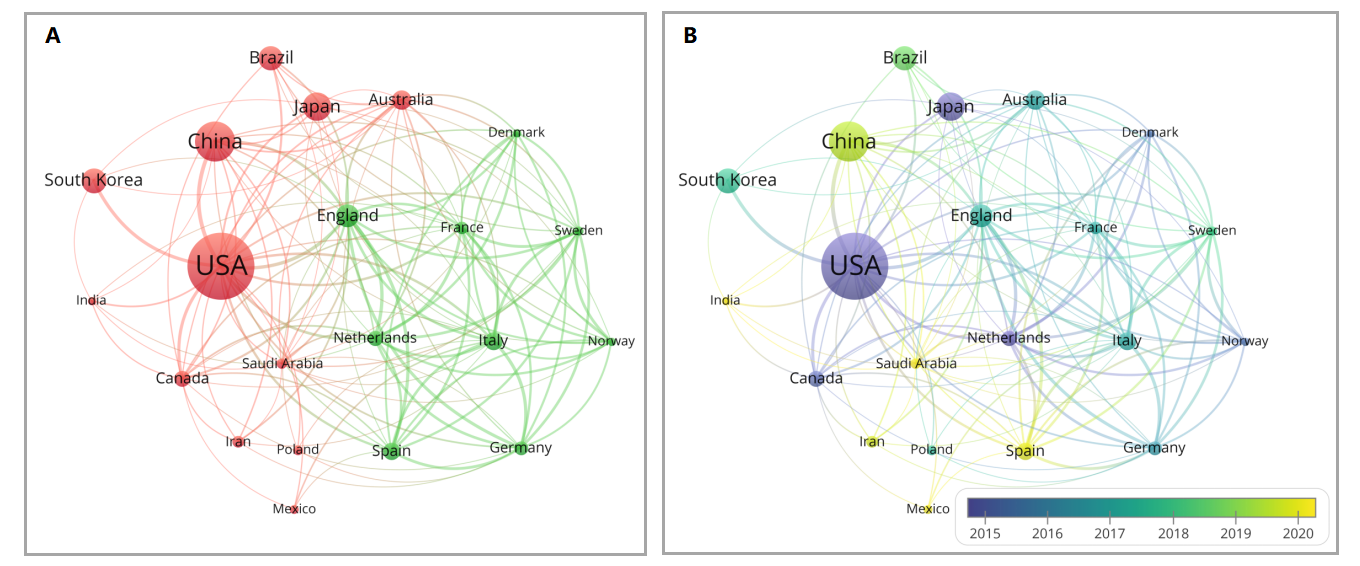 A
Brazil
Japan
Australia
China
Denmark
South Korea
England
France
Sweden
USA
India
Netherlands
Italy
Norway
Saudi Arabia
Canada
Iran
Poland
Spain
Germany
Mexico
B
Brazil
Japan
Australia
China
Denmark
South Korea
England
France
Sweden
USA
India
Netherlands
Italy
Norway
Saudi Arabia
Canada
Iran
Poland
Spain
Germany
Mexico
2015 2016 2017 2018 2019 2020